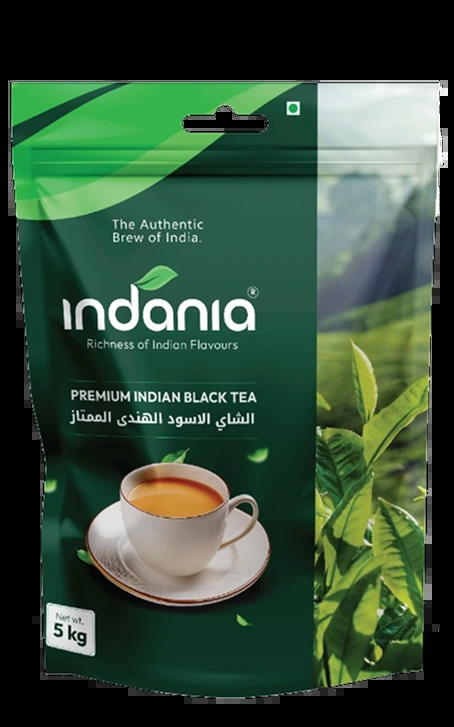 The Authentic
Brew of India.
indania®
Richness of Indian Flavours
PREMIUM INDIAN BLACK TEA
الشاي الاسود الهندى الممتاز
Net wt.
5 kg